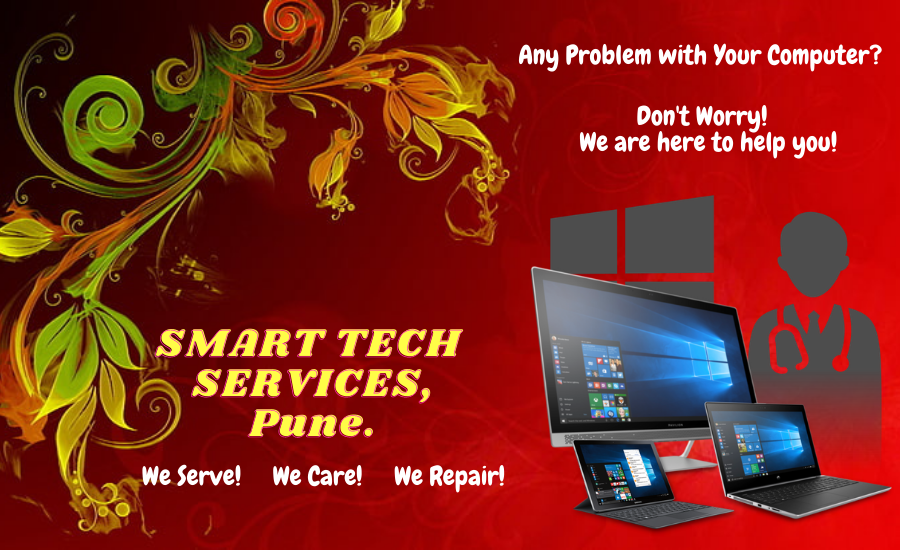 Any Problem with Your Computer?
Don't Worry!
We are here to help you!
SMART TECH
SERVICES,
Pune.
We Serve! We Care! We Repair!